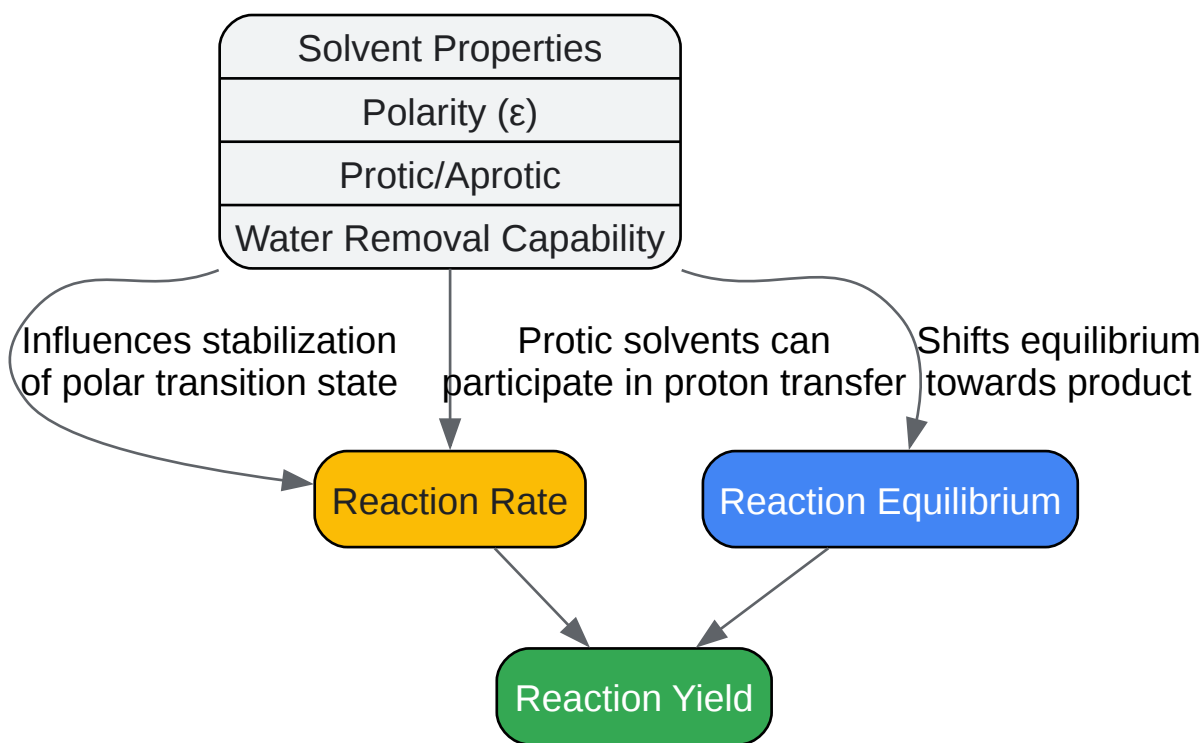 Solvent Properties
Polarity (ε)
Protic/Aprotic
Water Removal Capability
Influences stabilization
of polar transition state
Protic solvents can
participate in proton transfer
Shifts equilibrium
towards product
Reaction Rate
Reaction Equilibrium
Reaction Yield